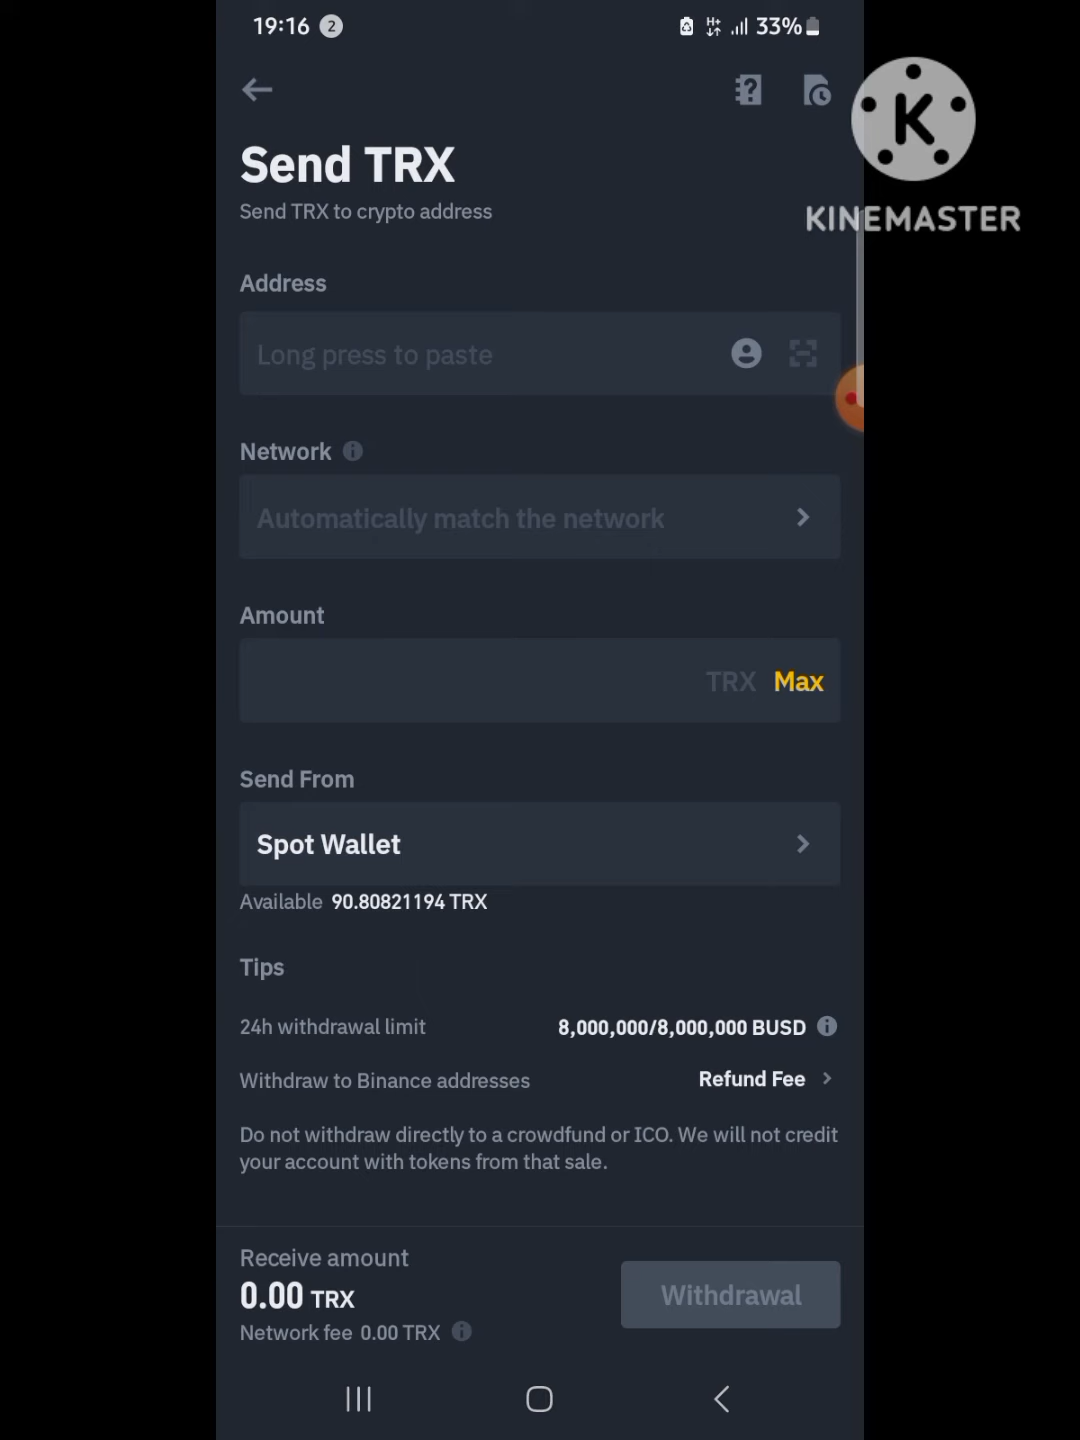 19:16 2
33%
K
KINEMASTER
Send TRX
Send TRX to crypto address
Address
Long press to paste
Network
Automatically match the network
Amount
TRX Max
Send From
Spot Wallet
Available 90.80821194 TRX
Tips
24h withdrawal limit 8,000,000/8,000,000 BUSD
Withdraw to Binance addresses Refund Fee
Do not withdraw directly to a crowdfund or ICO. We will not credit
your account with tokens from that sale.
Receive amount
0.00 TRX
Network fee 0.00 TRX
Withdrawal